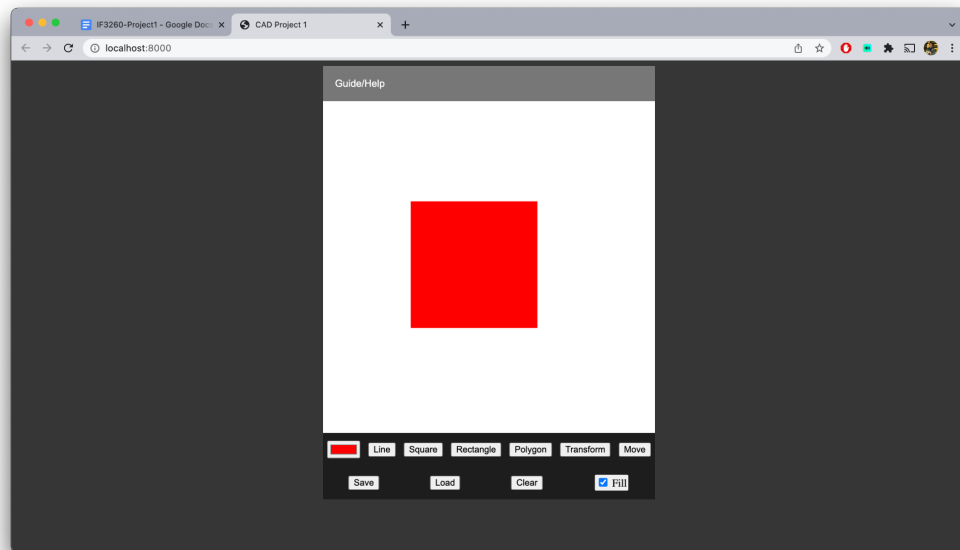 IF3260-Project1 - Google Docs
CAD Project 1
localhost:8000
Guide/Help
Line Square Rectangle Polygon Transform Move
Save Load Clear Fill